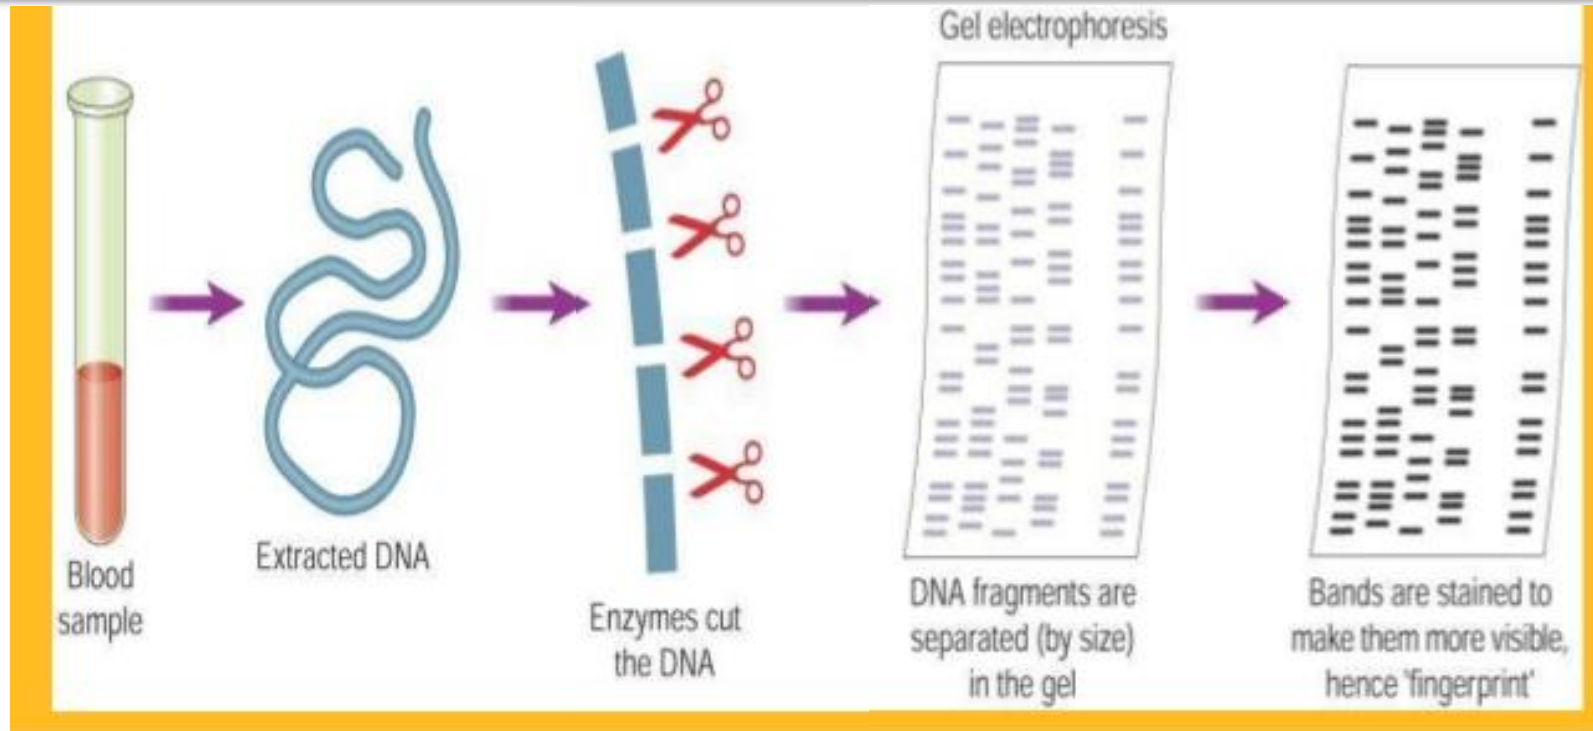 Gel electrophoresis
Blood
sample
Extracted DNA
Enzymes cut
the DNA
DNA fragments are
separated (by size)
in the gel
Bands are stained to
make them more visible,
hence 'fingerprint'